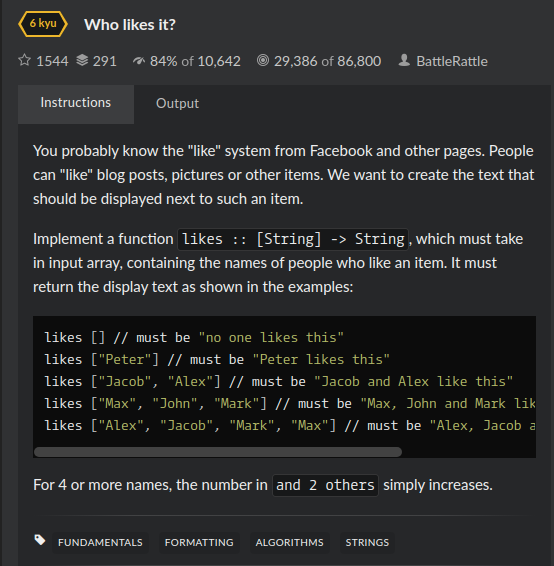 6 kyu Who likes it?
1544 291 84% of 10,642 29,386 of 86,800 BattleRattle
Instructions Output
You probably know the "like" system from Facebook and other pages. People
can "like" blog posts, pictures or other items. We want to create the text that
should be displayed next to such an item.
Implement a function likes :: [String] -> String, which must take
in input array, containing the names of people who like an item. It must
return the display text as shown in the examples:
likes [] // must be "no one likes this"
likes ["Peter"] // must be "Peter likes this"
likes ["Jacob", "Alex"] // must be "Jacob and Alex like this"
likes ["Max", "John", "Mark"] // must be "Max, John and Mark lik
likes ["Alex", "Jacob", "Mark", "Max"] // must be "Alex, Jacob a
For 4 or more names, the number in and 2 others simply increases.
FUNDAMENTALS FORMATTING ALGORITHMS STRINGS